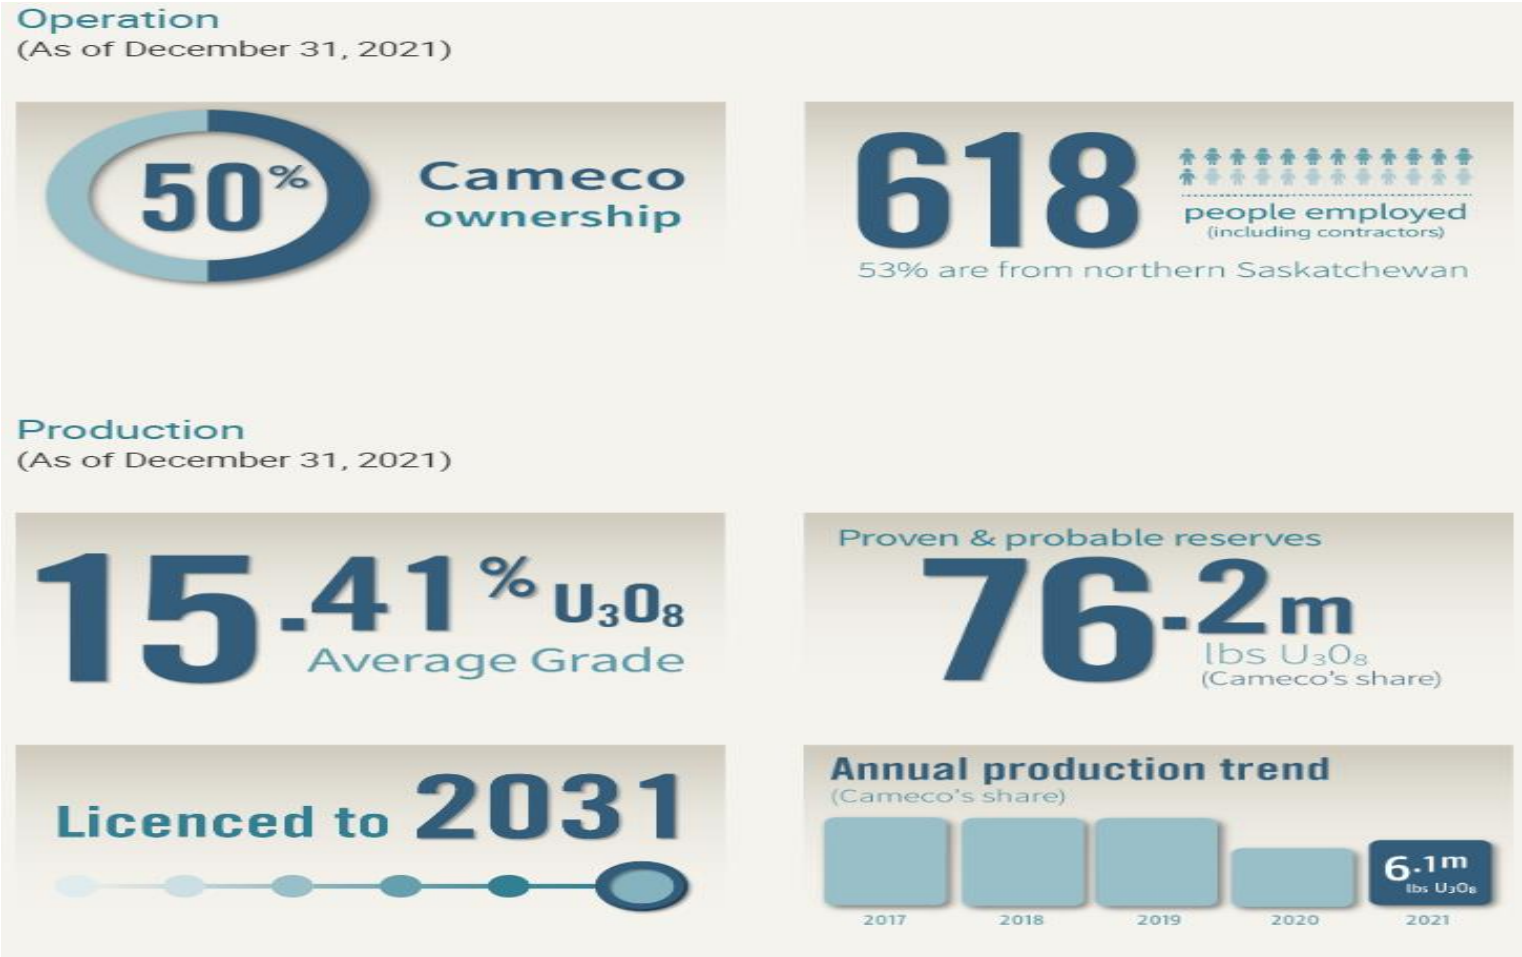 Operation
(As of December 31, 2021)
50%
Cameco
ownership
618
people employed
(including contractors)
53% are from northern Saskatchewan
Production
(As of December 31, 2021)
15.41% U₃O₈
Average Grade
Proven & probable reserves
76.2m
lbs U₃O₈
(Cameco's share)
Licenced to 2031
Annual production trend
(Cameco's share)
6.1m
lbs U₃O₈
2017 2018 2019 2020 2021